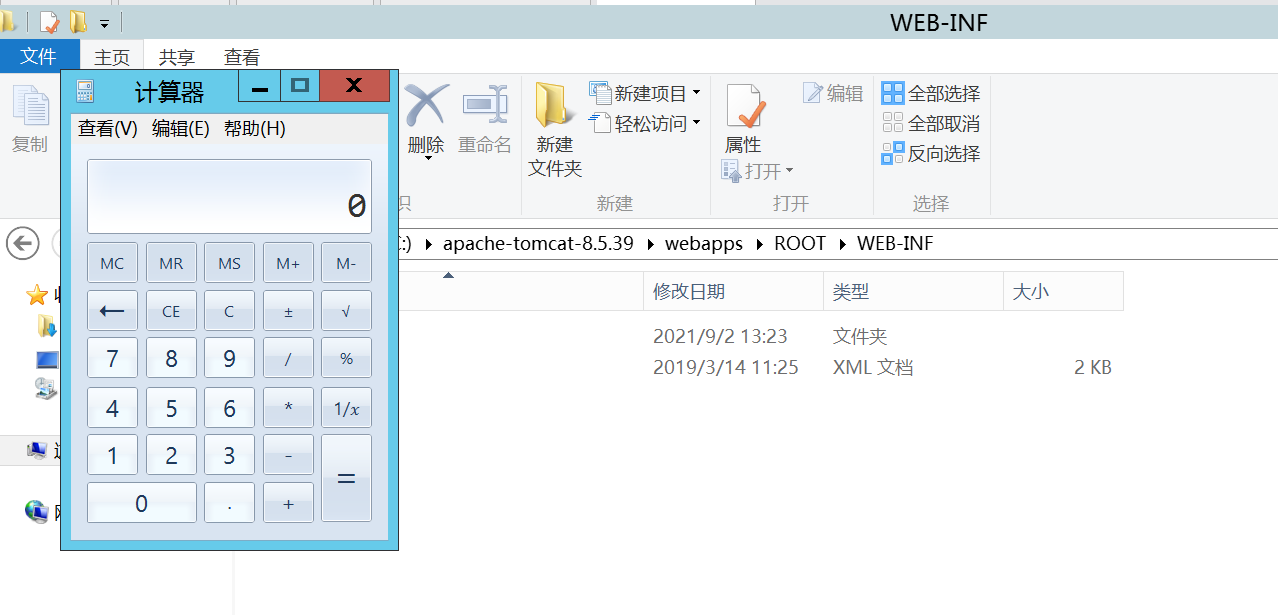 WEB-INF
文件 主页 共享 查看
计算器
查看(V) 编辑(E) 帮助(H)
0
MC MR MS M+ M-
← CE C ± √
7 8 9 / %
4 5 6 * 1/x
1 2 3 - =
0 . +
复制
删除
重命名
新建
文件夹
新建项目
轻松访问
新建
属性
打开
编辑
打开
全部选择
全部取消
反向选择
选择
:) apache-tomcat-8.5.39 webapps ROOT WEB-INF
修改日期 类型 大小
2021/9/2 13:23 文件夹
2019/3/14 11:25 XML 文档 2 KB